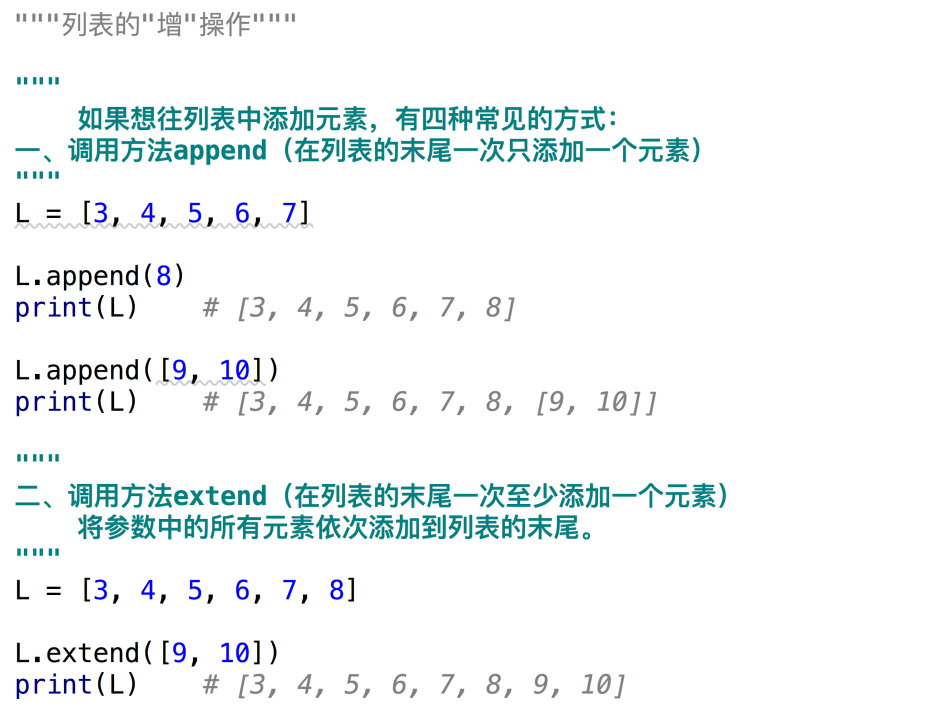 """列表的"增"操作"""
"""
    如果想往列表中添加元素，有四种常见的方式：
一、调用方法append（在列表的末尾一次只添加一个元素）
"""
L = [3, 4, 5, 6, 7]
L.append(8)
print(L)    # [3, 4, 5, 6, 7, 8]
L.append([9, 10])
print(L)    # [3, 4, 5, 6, 7, 8, [9, 10]]
"""
二、调用方法extend（在列表的末尾一次至少添加一个元素）
    将参数中的所有元素依次添加到列表的末尾。
"""
L = [3, 4, 5, 6, 7, 8]
L.extend([9, 10])
print(L)    # [3, 4, 5, 6, 7, 8, 9, 10]